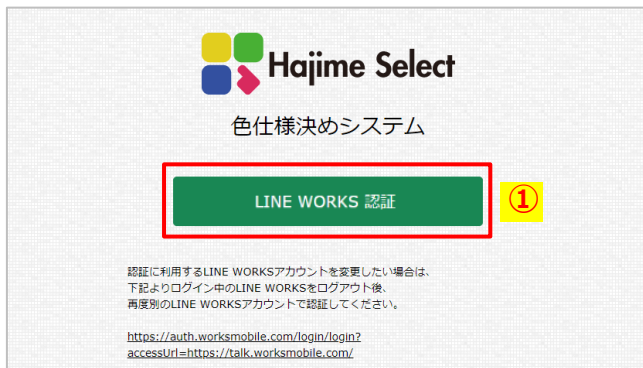 Hajime Select
色仕様決めシステム
LINE WORKS 認証
①
認証に利用するLINE WORKSアカウントを変更したい場合は、
下記よりログイン中のLINE WORKSをログアウト後、
再度別のLINE WORKSアカウントで認証してください。
https://auth.worksmobile.com/login/login?
accessUrl=https://talk.worksmobile.com/